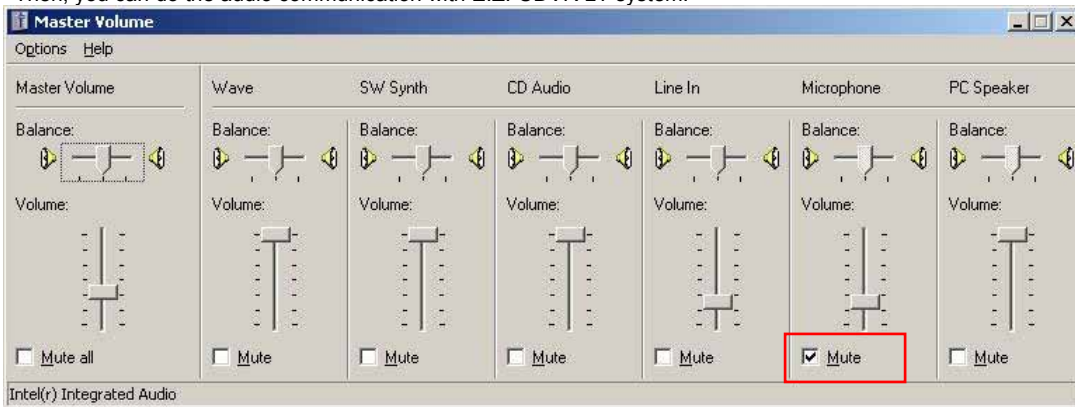 Master Volume
Options Help
Master Volume Wave SW Synth CD Audio Line In Microphone PC Speaker
Balance: Balance: Balance: Balance: Balance: Balance: Balance:
Volume: Volume: Volume: Volume: Volume: Volume: Volume:
Mute all Mute Mute Mute Mute Mute Mute
Intel(r) Integrated Audio